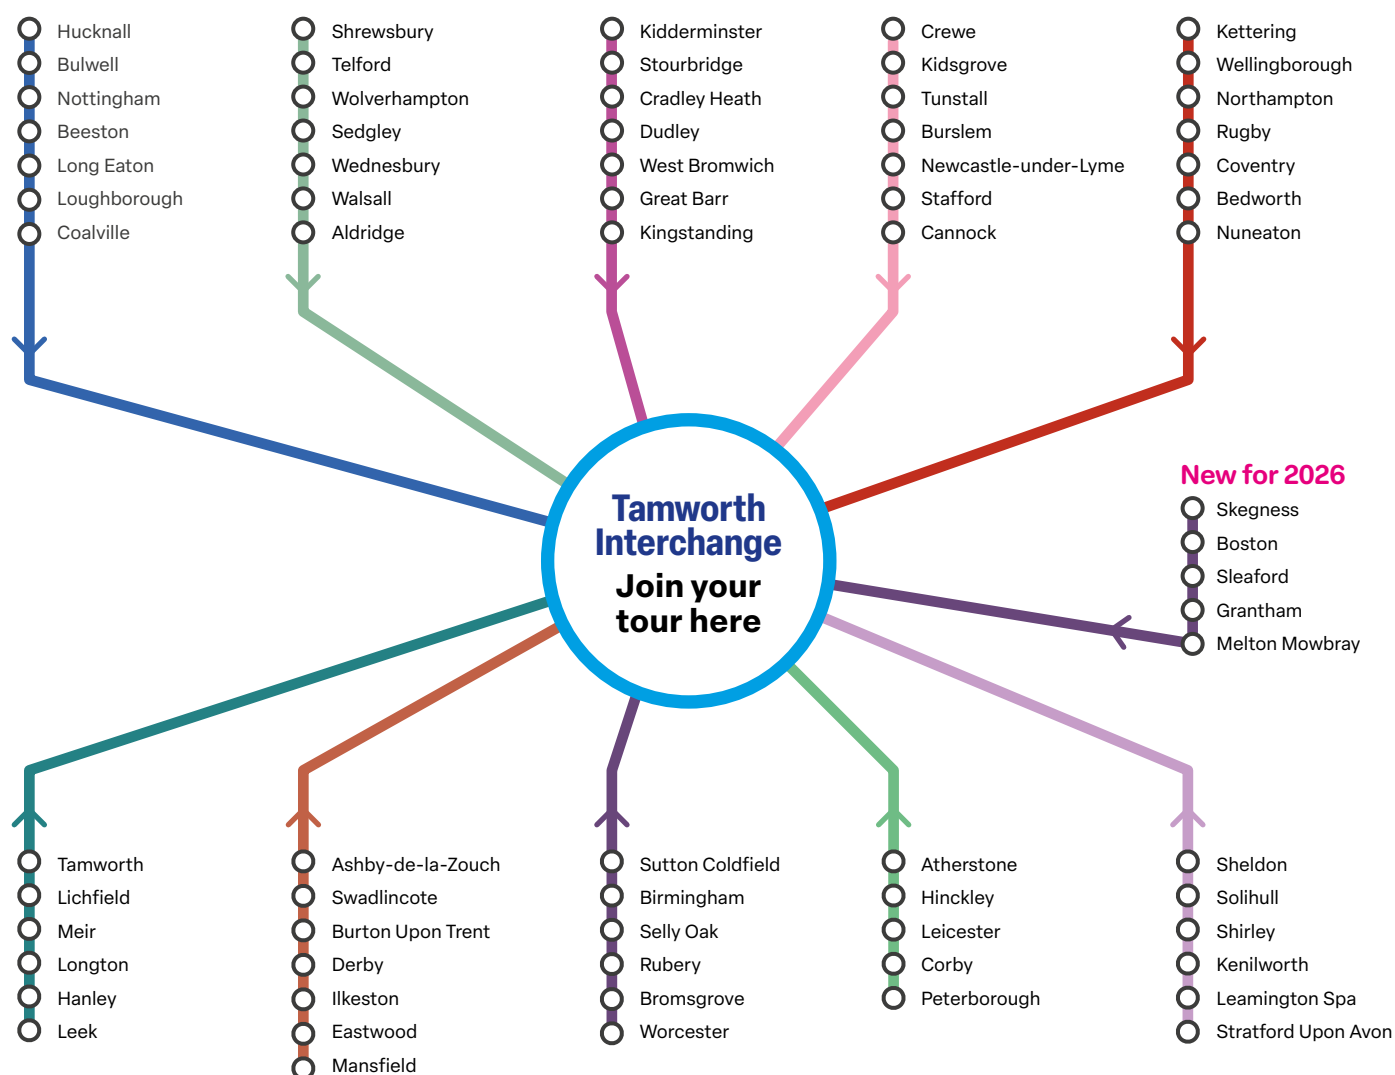 Hucknall
Bulwell
Nottingham
Beeston
Long Eaton
Loughborough
Coalville
Shrewsbury
Telford
Wolverhampton
Sedgley
Wednesbury
Walsall
Aldridge
Kidderminster
Stourbridge
Cradley Heath
Dudley
West Bromwich
Great Barr
Kingstanding
Crewe
Kidsgrove
Tunstall
Burslem
Newcastle-under-Lyme
Stafford
Cannock
Kettering
Wellingborough
Northampton
Rugby
Coventry
Bedworth
Nuneaton
Tamworth
Interchange
Join your
tour here
New for 2026
Skegness
Boston
Sleaford
Grantham
Melton Mowbray
Tamworth
Lichfield
Meir
Longton
Hanley
Leek
Ashby-de-la-Zouch
Swadlincote
Burton Upon Trent
Derby
Ilkeston
Eastwood
Mansfield
Sutton Coldfield
Birmingham
Selly Oak
Rubery
Bromsgrove
Worcester
Atherstone
Hinckley
Leicester
Corby
Peterborough
Sheldon
Solihull
Shirley
Kenilworth
Leamington Spa
Stratford Upon Avon